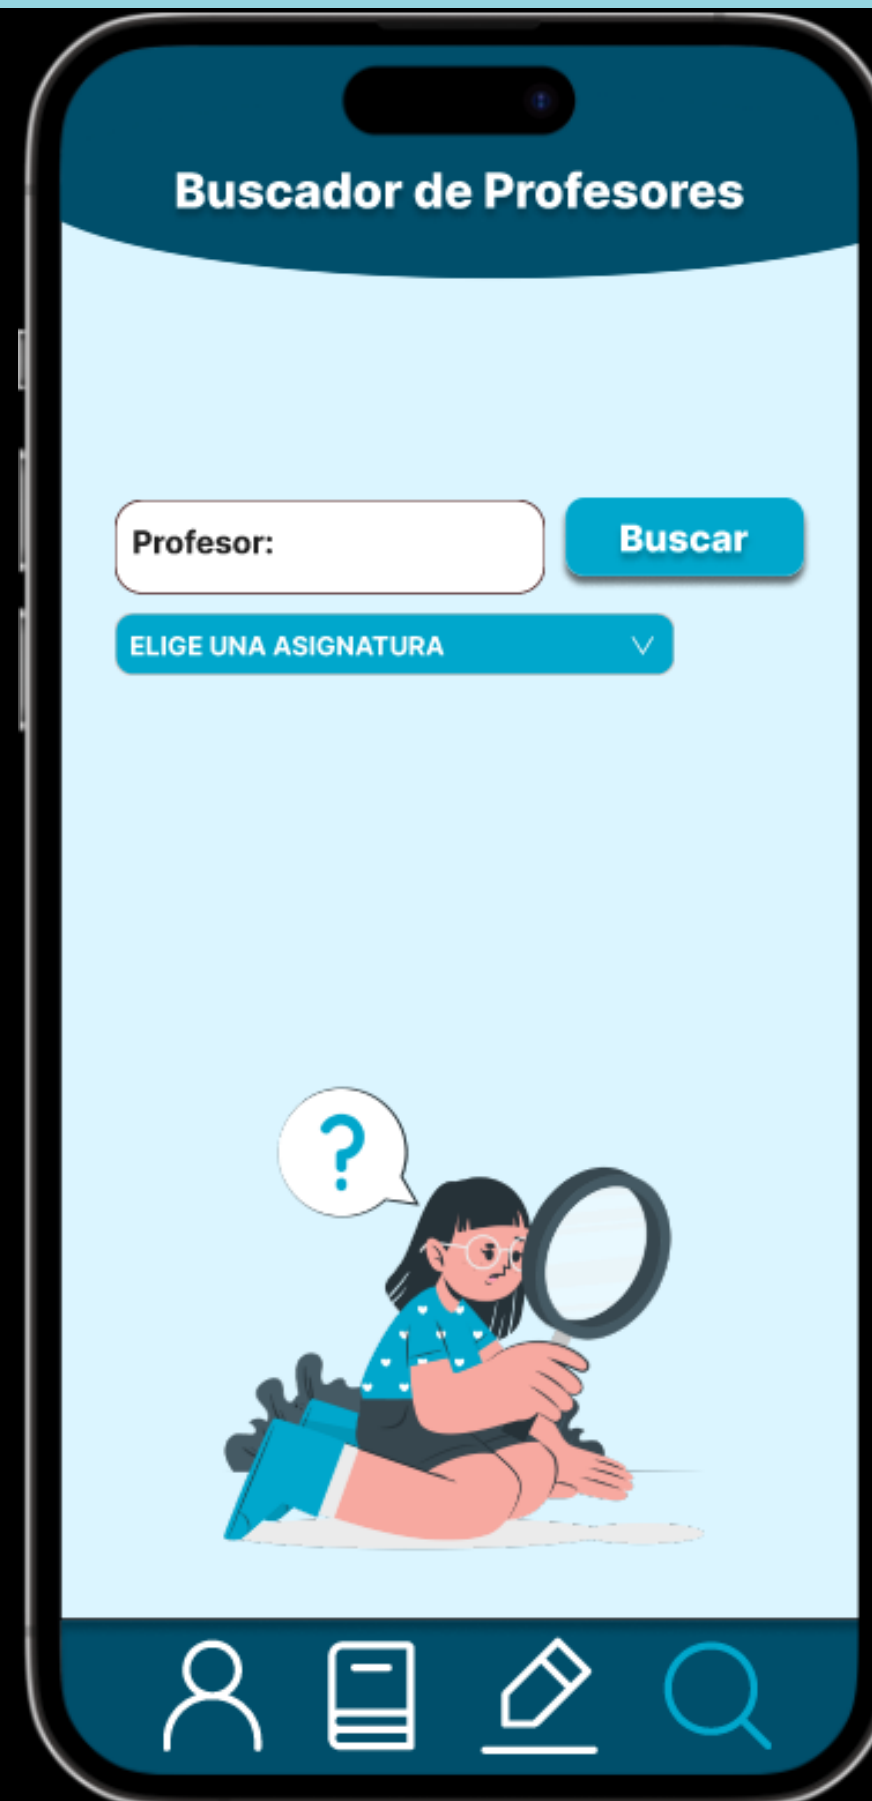 Buscador de Profesores
Profesor:
Buscar
ELIGE UNA ASIGNATURA
?